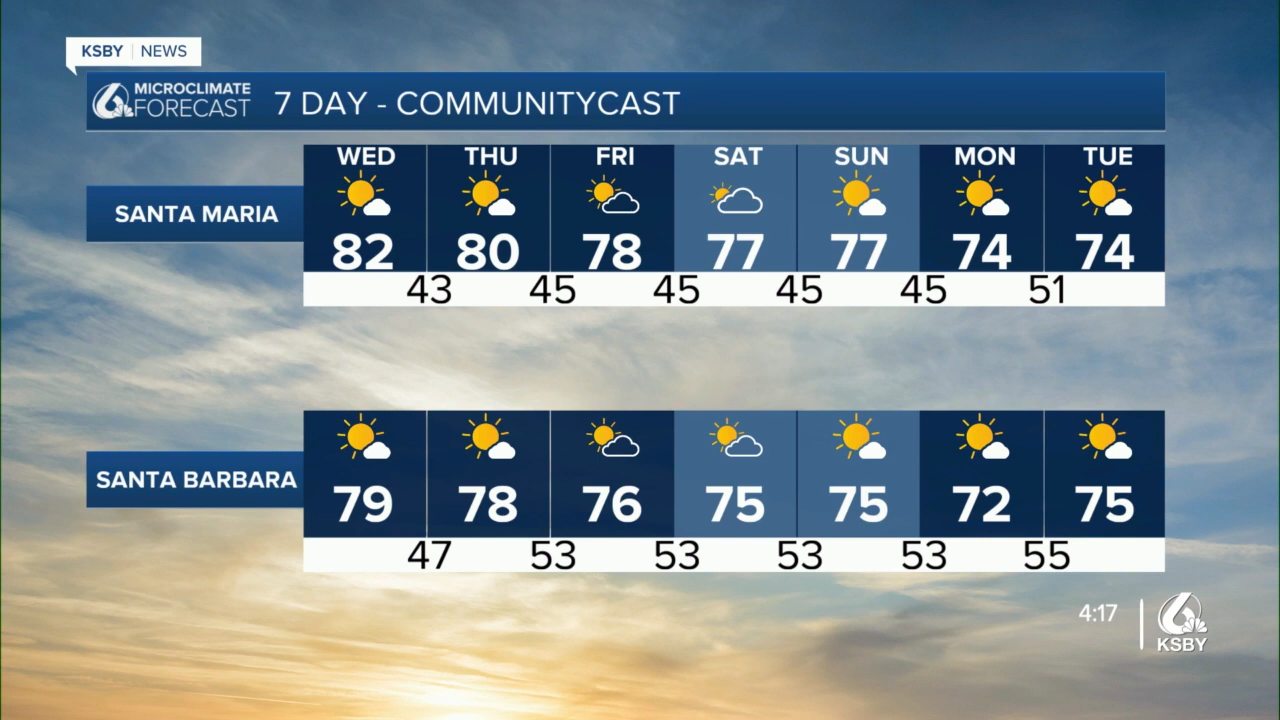 KSBY NEWS
6 MICROCLIMATE
FORECAST
7 DAY - COMMUNITYCAST
WED THU FRI SAT SUN MON TUE
SANTA MARIA
82 80 78 77 77 74 74
43 45 45 45 45 51
SANTA BARBARA
79 78 76 75 75 72 75
47 53 53 53 53 55
4:17
6
KSBY